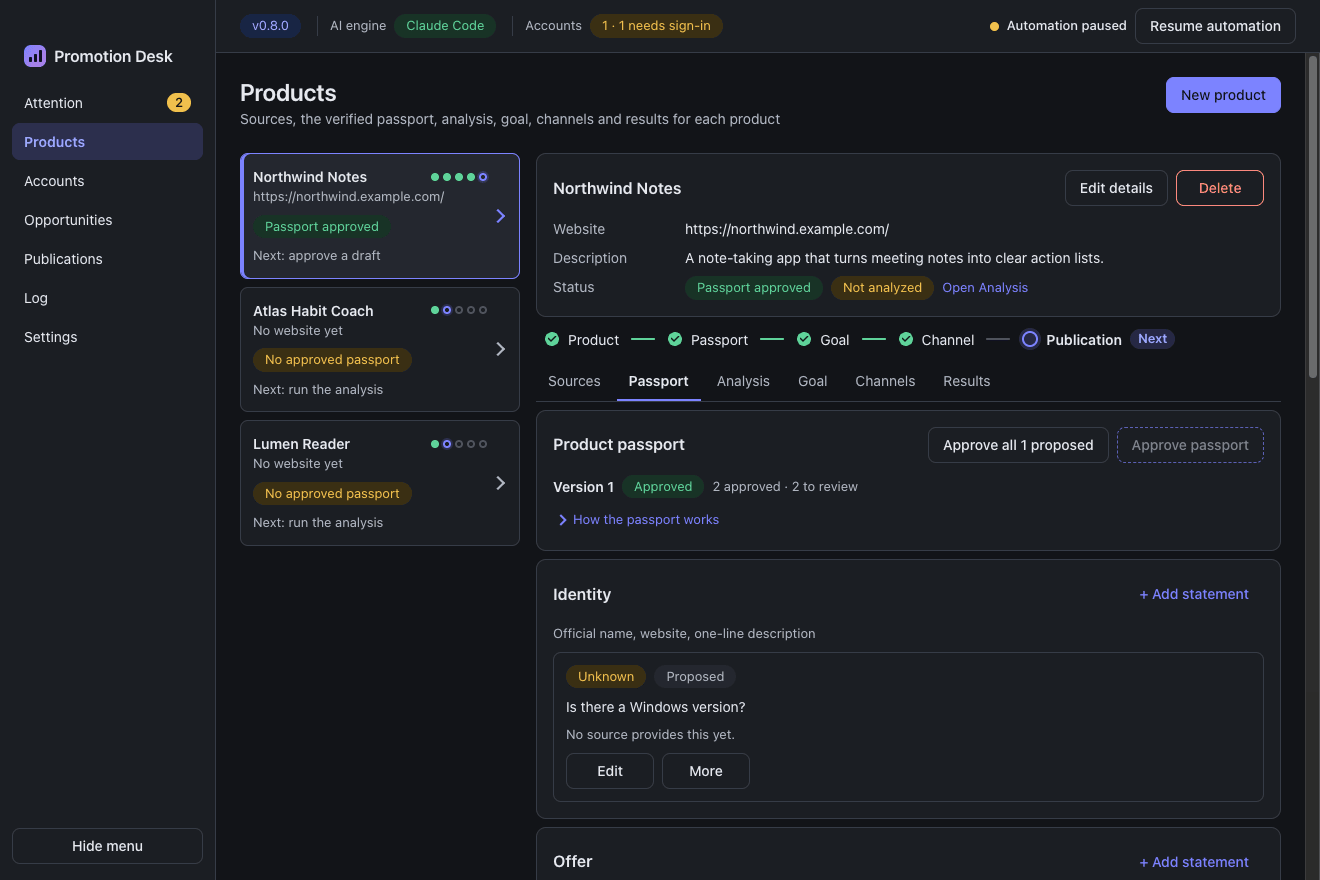 Promotion Desk
Attention 2
Products
Accounts
Opportunities
Publications
Log
Settings
Hide menu
v0.8.0 AI engine Claude Code Accounts 1 · 1 needs sign-in Automation paused Resume automation
Products
Sources, the verified passport, analysis, goal, channels and results for each product
New product
Northwind Notes
https://northwind.example.com/
Passport approved
Next: approve a draft
Atlas Habit Coach
No website yet
No approved passport
Next: run the analysis
Lumen Reader
No website yet
No approved passport
Next: run the analysis
Northwind Notes Edit details Delete
Website https://northwind.example.com/
Description A note-taking app that turns meeting notes into clear action lists.
Status Passport approved Not analyzed Open Analysis
Product Passport Goal Channel Publication Next
Sources Passport Analysis Goal Channels Results
Product passport Approve all 1 proposed Approve passport
Version 1 Approved 2 approved · 2 to review
How the passport works
Identity + Add statement
Official name, website, one-line description
Unknown Proposed
Is there a Windows version?
No source provides this yet.
Edit More
Offer + Add statement